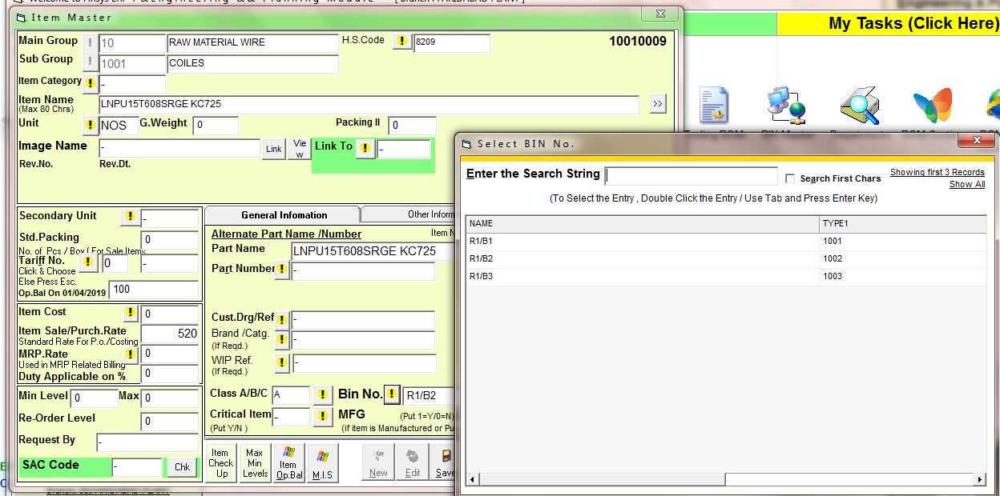 Item Master
My Tasks (Click Here)
Main Group ! 10 RAW MATERIAL WIRE H.S.Code ! 8209 10010009
Sub Group ! 1001 COILES
Item Category ! -
Item Name LNPU15T608SRGE KC725 >>
(Max 80 Chrs)
Unit ! NOS G.Weight 0 Packing II 0
Image Name - Link Vie w Link To ! -
Rev.No. Rev.Dt.
Secondary Unit ! -
Std.Packing 0
No. of Pcs / Box ( For Sale Items
Tariff No. ! 0 -
Click & Choose
Else Press Esc.
Op.Bal On 01/04/2019 100
Item Cost ! 0
Item Sale/Purch.Rate 520
Standard Rate For P.o./Costing
MRP.Rate ! 0
Used in MRP Related Billing
Duty Applicable on % 0
Min Level 0 Max 0
Re-Order Level 0
Request By -
SAC Code - Chk
General Infomation Other Inform
Alternate Part Name /Number Item N
Part Name LNPU15T608SRGE KC725
Part Number ! -
Cust.Drg/Ref ! -
Brand /Catg. ! -
(If Reqd.)
WIP Ref. ! -
(If Reqd.)
Class A/B/C A ! Bin No. ! R1/B2
Critical Item - ! MFG (Put 1=Y/0=N)
(Put Y/N ) (if item is Manufactured or Pu
Item Check Up
Max Min Levels
Item Op.Bal
M.I.S
New
Edit
Save
Select BIN No.
Enter the Search String Search First Chars Showing first 3 Records
Show All
(To Select the Entry , Double Click the Entry / Use Tab and Press Enter Key)
NAME TYPE1
R1/B1 1001
R1/B2 1002
R1/B3 1003